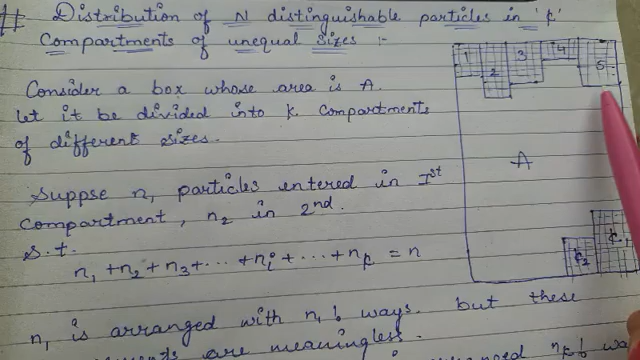 # Distribution of N distinguishable particles in 'k'
Compartments of unequal sizes :-
1 2 3 4 5
Consider a box whose area is A.
let it be divided into K compartments
of different sizes.
A
Suppse n₁ particles entered in Iˢᵗ
compartment, n₂ in 2ⁿᵈ.
s.t.
n₁ + n₂ + n₃ + ... + nᵢ + ... + nₖ = n
n₁ is arranged with n₁! ways. but these
are meaningless.